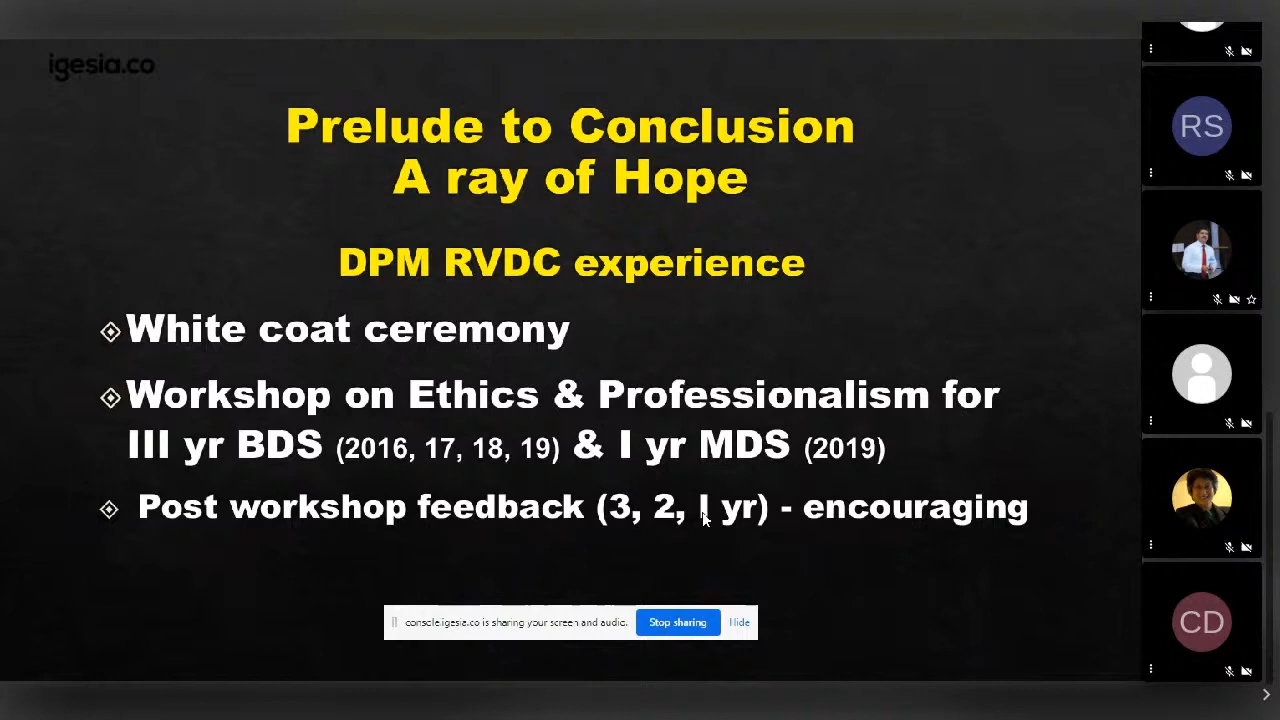 igesia.co
Prelude to Conclusion
A ray of Hope
DPM RVDC experience
White coat ceremony
Workshop on Ethics & Professionalism for
III yr BDS (2016, 17, 18, 19) & I yr MDS (2019)
Post workshop feedback (3, 2, I yr) - encouraging
console.igesia.co is sharing your screen and audio. Stop sharing Hide
RS
CD